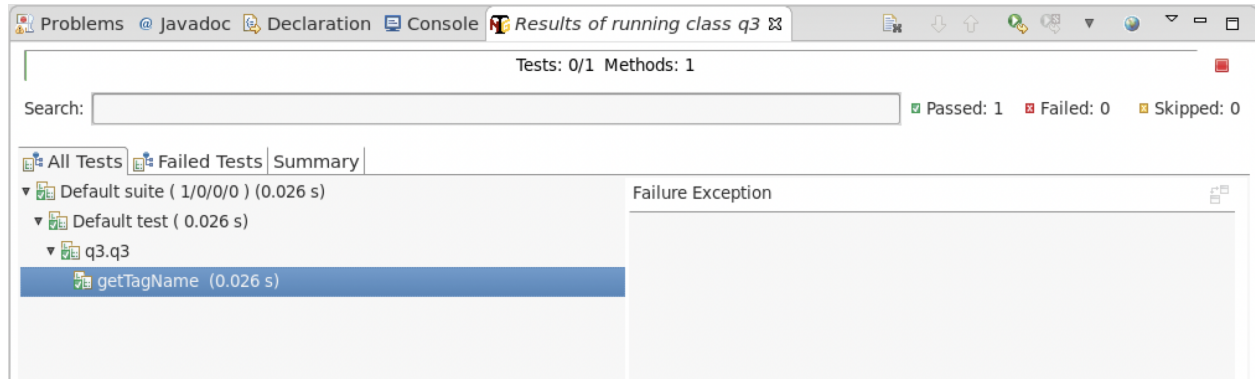 Problems @ Javadoc Declaration Console Results of running class q3
Tests: 0/1 Methods: 1
Search: Passed: 1 Failed: 0 Skipped: 0
All Tests Failed Tests Summary
Default suite ( 1/0/0/0 ) (0.026 s) Failure Exception
Default test ( 0.026 s)
q3.q3
getTagName (0.026 s)